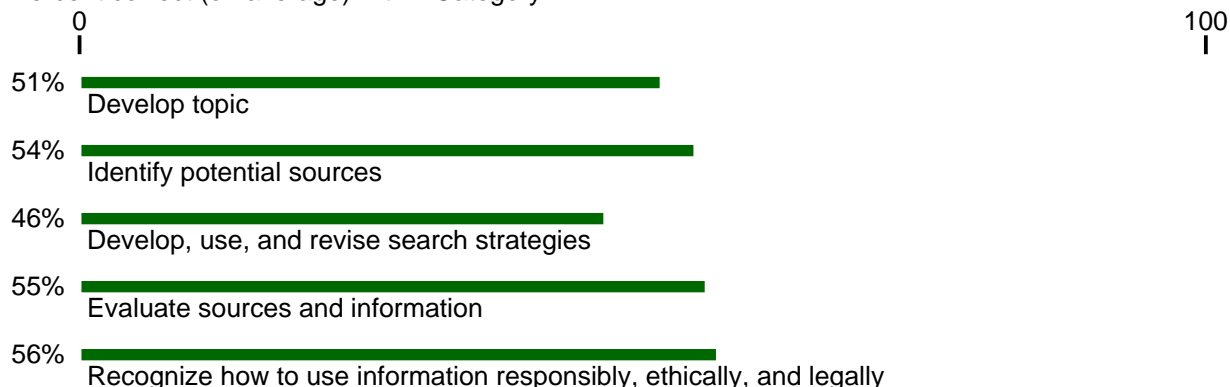 0 100
51%
Develop topic
54%
Identify potential sources
46%
Develop, use, and revise search strategies
55%
Evaluate sources and information
56%
Recognize how to use information responsibly, ethically, and legally